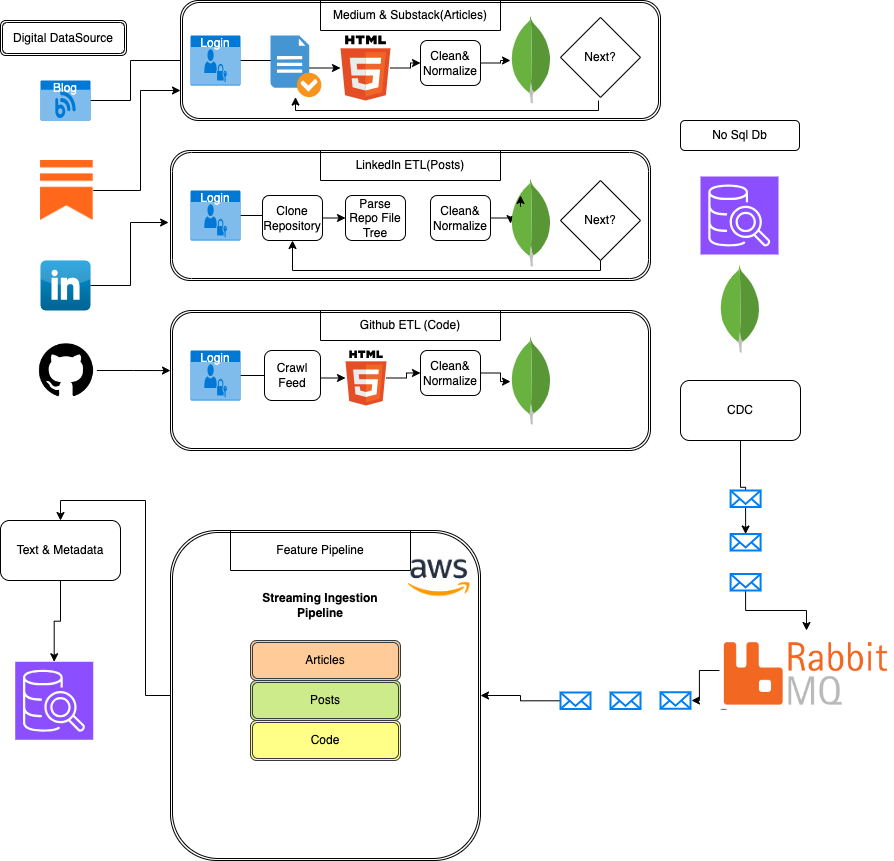 Digital DataSource
Blog
Medium & Substack(Articles)
Login
HTML
5
Clean&
Normalize
Next?
LinkedIn ETL(Posts)
Login
Clone
Repository
Parse
Repo File
Tree
Clean&
Normalize
Next?
in
Github ETL (Code)
Login
Crawl
Feed
HTML
5
Clean&
Normalize
No Sql Db
CDC
RabbitMQ
Text & Metadata
Feature Pipeline
aws
Streaming Ingestion
Pipeline
Articles
Posts
Code